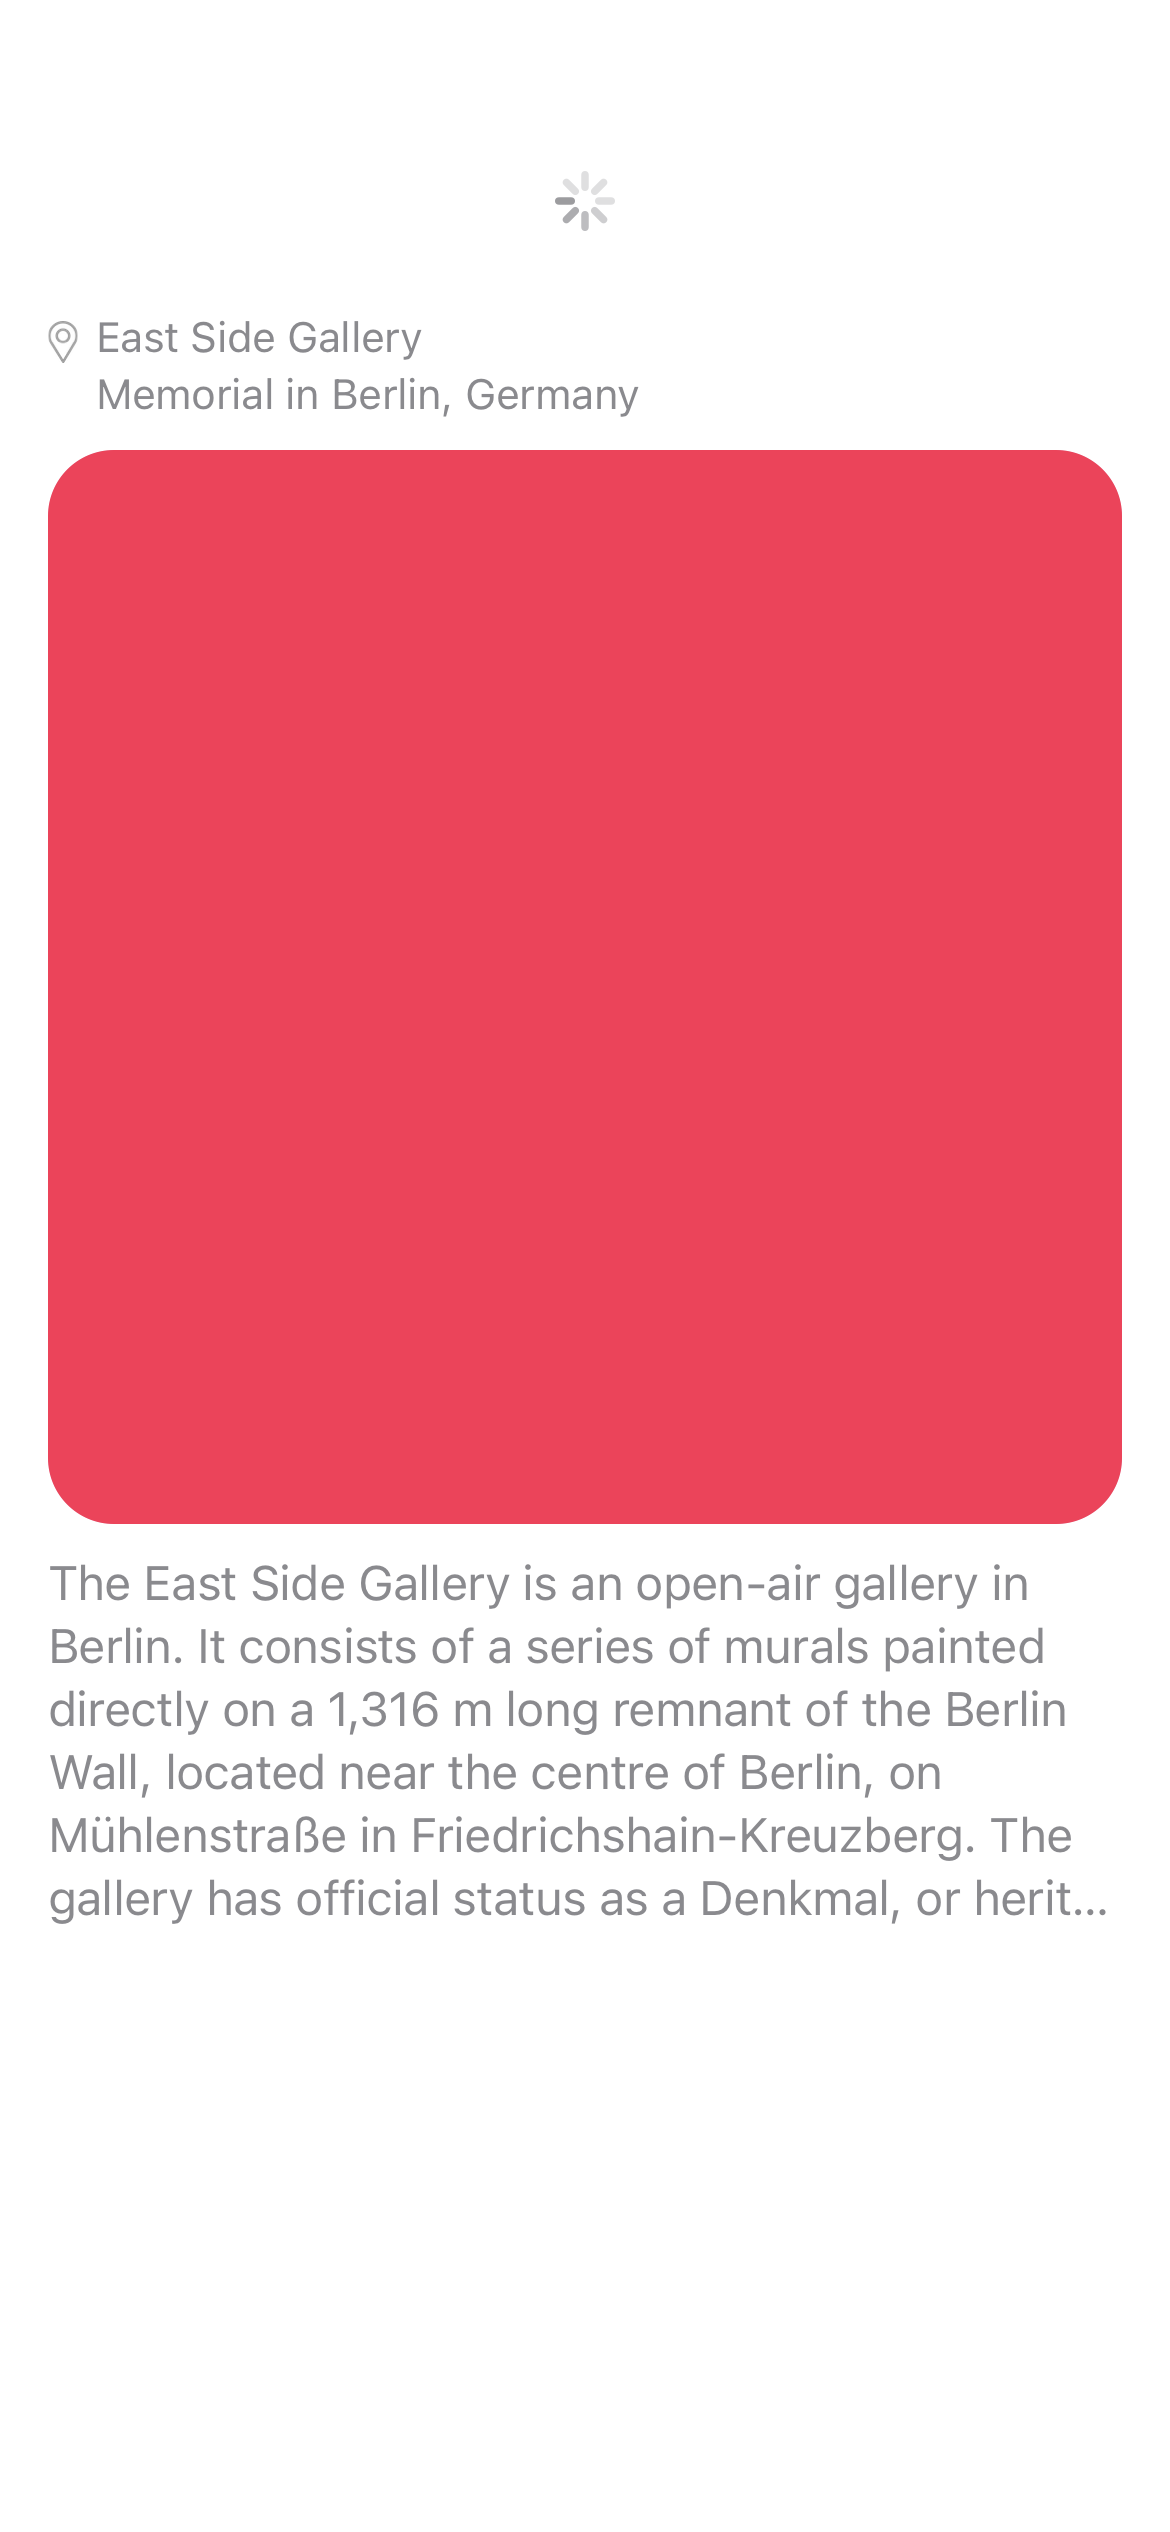 East Side Gallery
Memorial in Berlin, Germany
The East Side Gallery is an open-air gallery in
Berlin. It consists of a series of murals painted
directly on a 1,316 m long remnant of the Berlin
Wall, located near the centre of Berlin, on
Mühlenstraße in Friedrichshain-Kreuzberg. The
gallery has official status as a Denkmal, or herit...